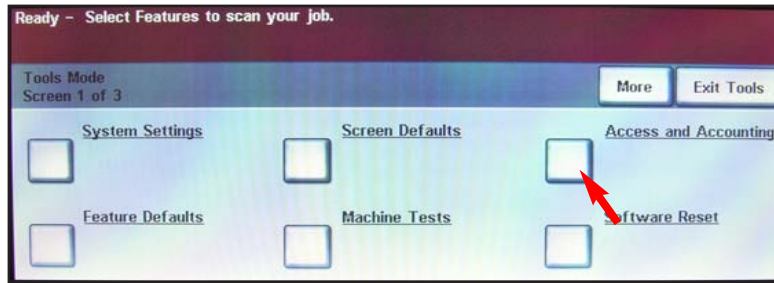 Ready - Select Features to scan your job.
Tools Mode
Screen 1 of 3
More
Exit Tools
System Settings
Screen Defaults
Access and Accounting
Feature Defaults
Machine Tests
Software Reset